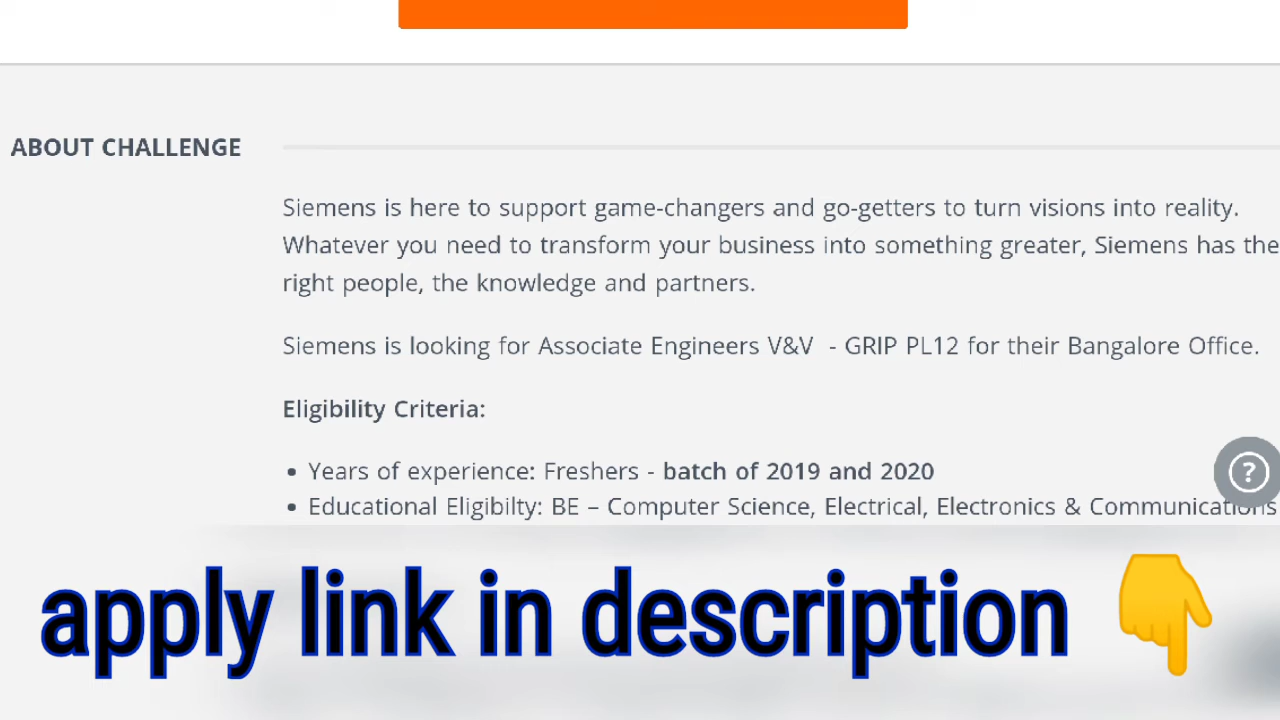 ABOUT CHALLENGE
Siemens is here to support game-changers and go-getters to turn visions into reality.
Whatever you need to transform your business into something greater, Siemens has the
right people, the knowledge and partners.
Siemens is looking for Associate Engineers V&V - GRIP PL12 for their Bangalore Office.
Eligibility Criteria:
• Years of experience: Freshers - batch of 2019 and 2020
• Educational Eligibilty: BE – Computer Science, Electrical, Electronics & Communications
?
apply link in description 👇